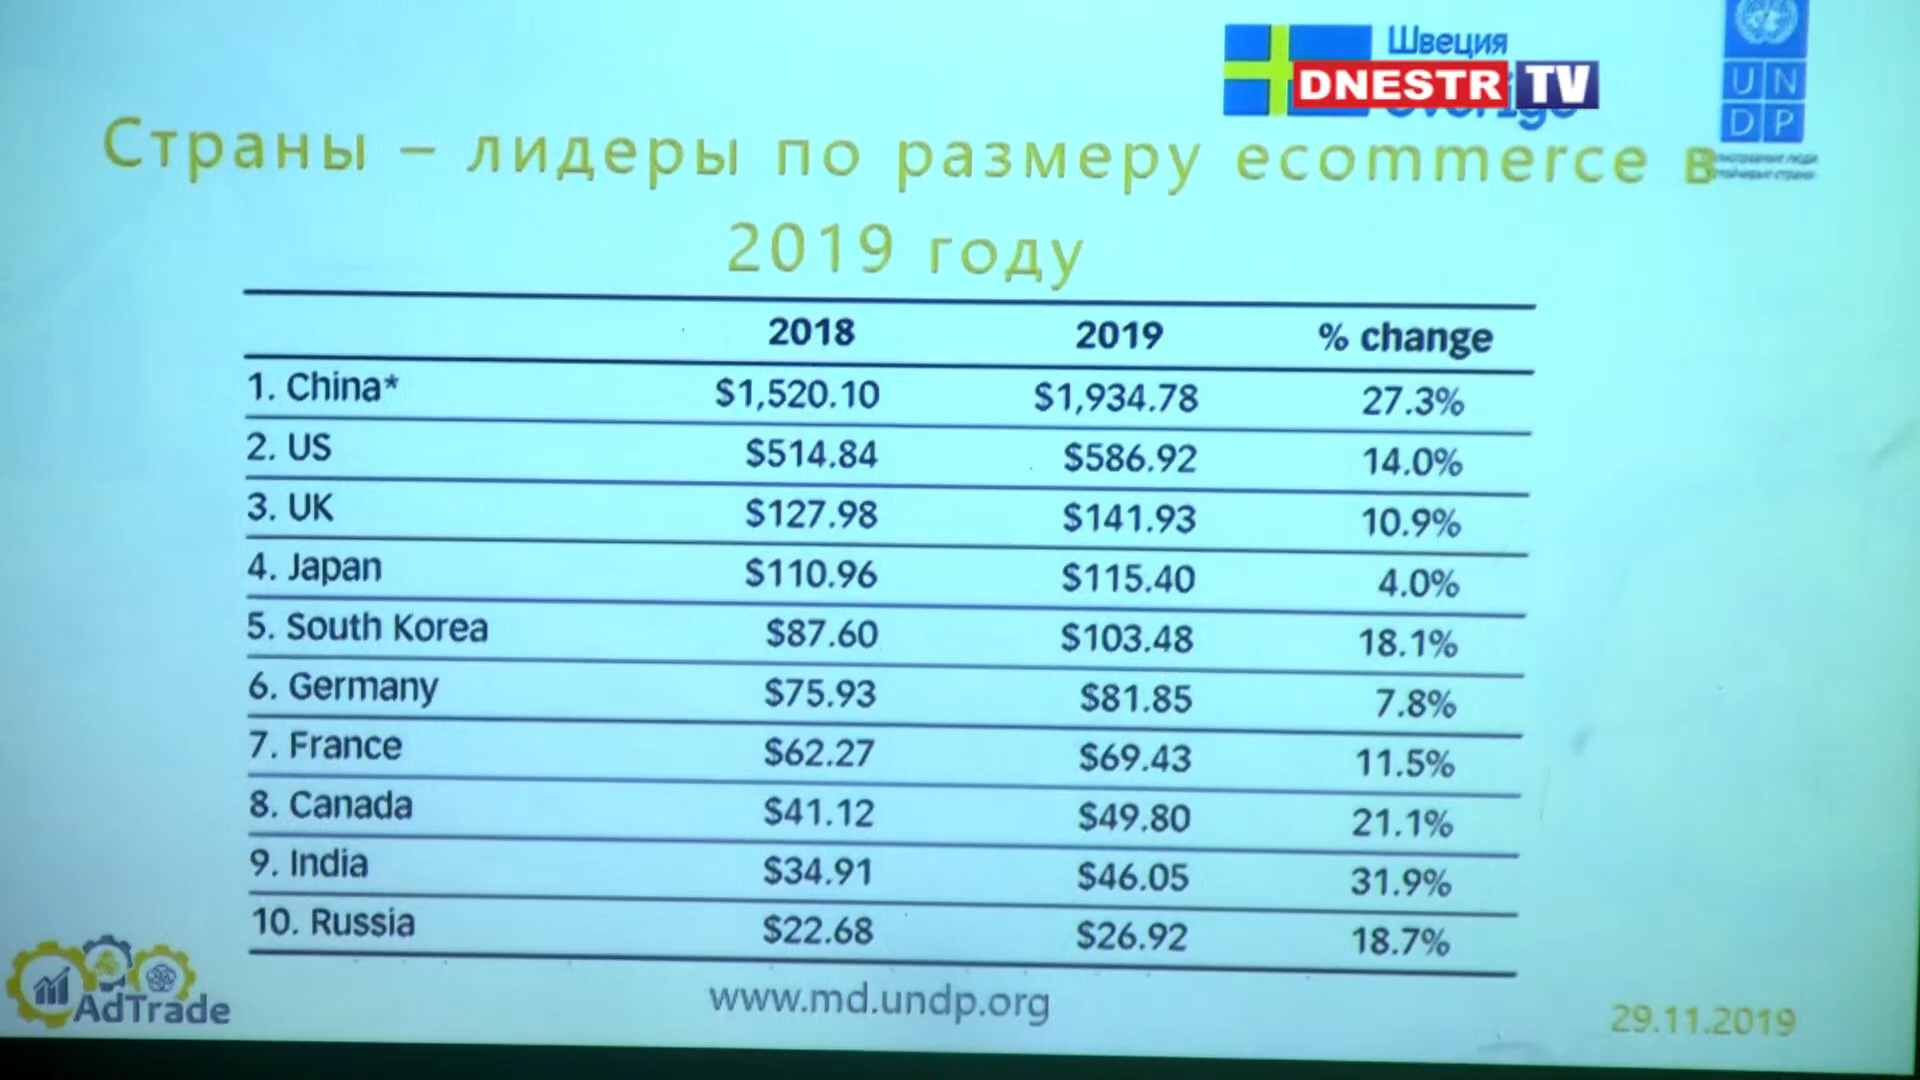 Швеция
DNESTR TV
UN
DP
Страны – лидеры по размеру ecommerce в
2019 году
2018 2019 % change
1. China* $1,520.10 $1,934.78 27.3%
2. US $514.84 $586.92 14.0%
3. UK $127.98 $141.93 10.9%
4. Japan $110.96 $115.40 4.0%
5. South Korea $87.60 $103.48 18.1%
6. Germany $75.93 $81.85 7.8%
7. France $62.27 $69.43 11.5%
8. Canada $41.12 $49.80 21.1%
9. India $34.91 $46.05 31.9%
10. Russia $22.68 $26.92 18.7%
AdTrade
www.md.undp.org
29.11.2019